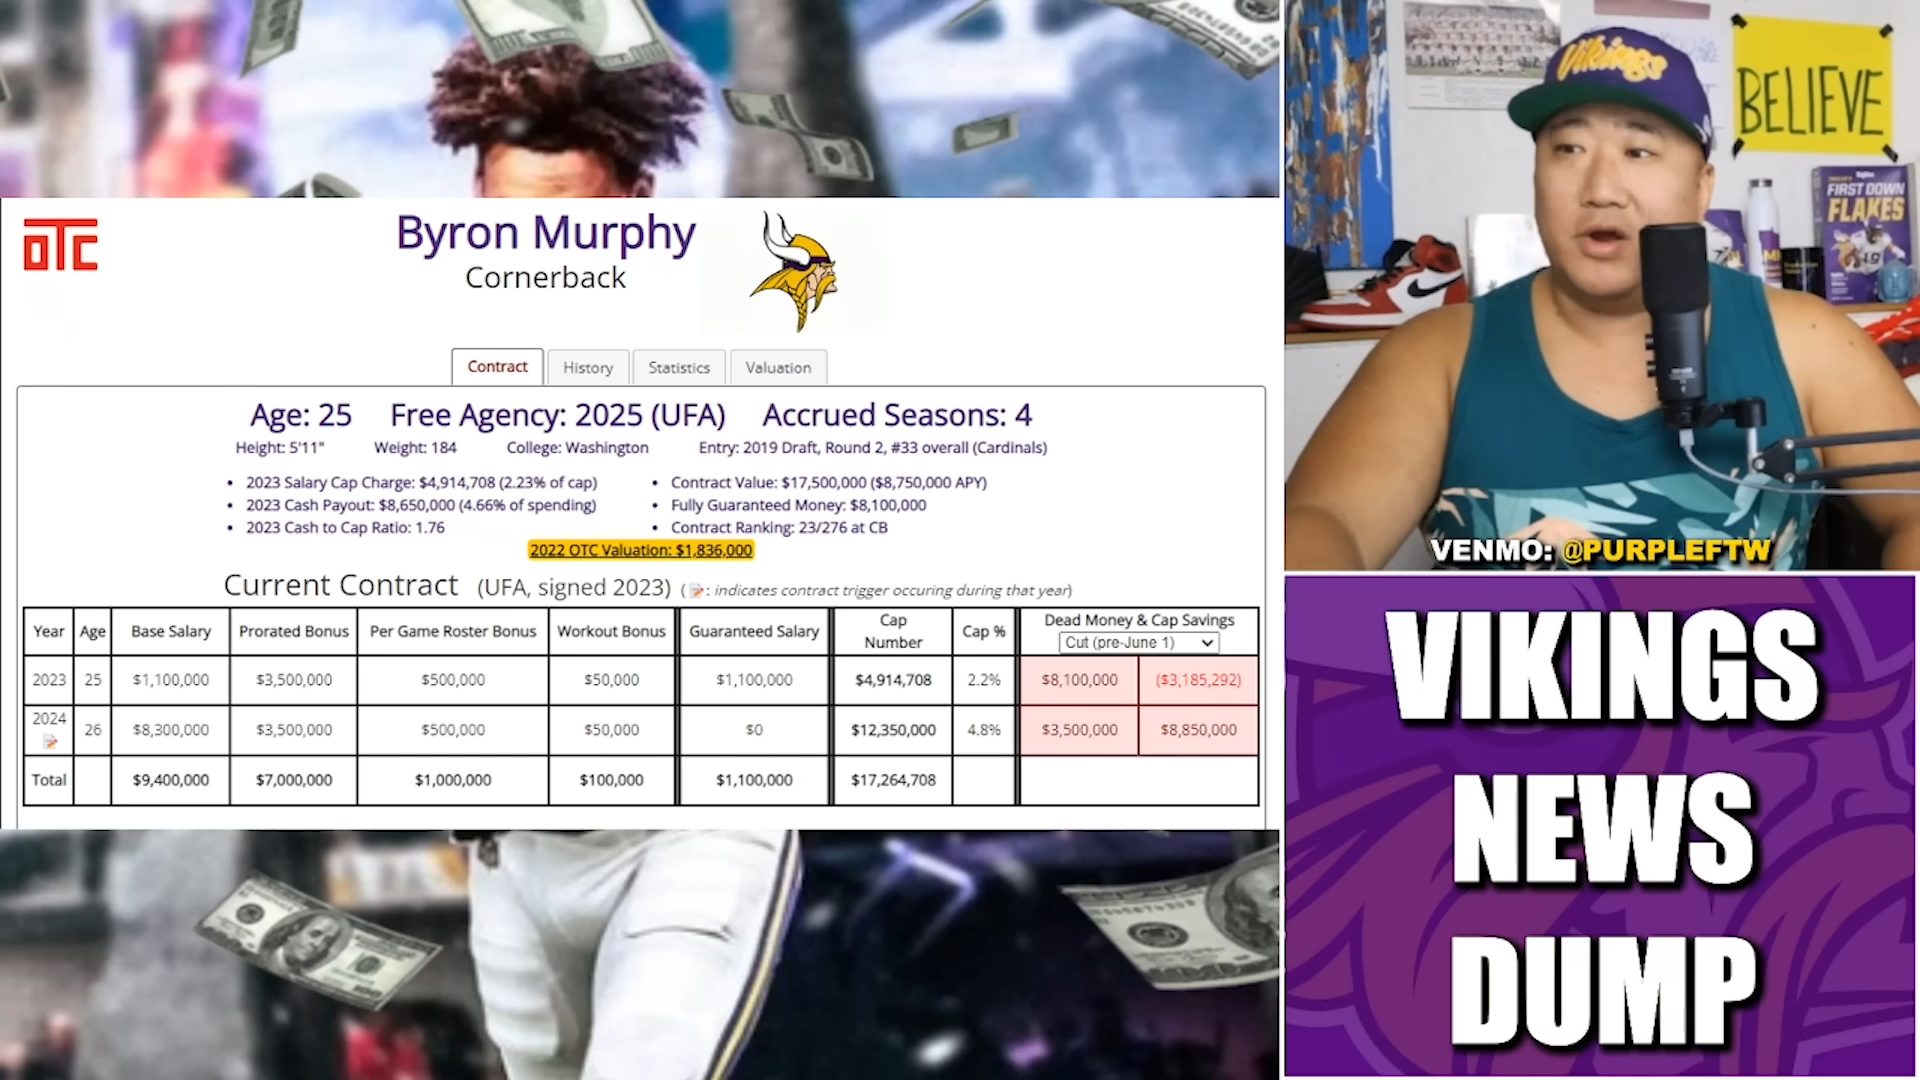 OTC
Byron Murphy
Cornerback
Contract
History
Statistics
Valuation
Age: 25 Free Agency: 2025 (UFA) Accrued Seasons: 4
Height: 5'11" Weight: 184 College: Washington Entry: 2019 Draft, Round 2, #33 overall (Cardinals)
• 2023 Salary Cap Charge: $4,914,708 (2.23% of cap)
• 2023 Cash Payout: $8,650,000 (4.66% of spending)
• 2023 Cash to Cap Ratio: 1.76
• Contract Value: $17,500,000 ($8,750,000 APY)
• Fully Guaranteed Money: $8,100,000
• Contract Ranking: 23/276 at CB
2022 OTC Valuation: $1,836,000
Current Contract (UFA, signed 2023) ( : indicates contract trigger occuring during that year)
Year Age Base Salary Prorated Bonus Per Game Roster Bonus Workout Bonus Guaranteed Salary Cap Number Cap % Dead Money & Cap Savings
Cut (pre-June 1)
2023 25 $1,100,000 $3,500,000 $500,000 $50,000 $1,100,000 $4,914,708 2.2% $8,100,000 ($3,185,292)
2024 26 $8,300,000 $3,500,000 $500,000 $50,000 $0 $12,350,000 4.8% $3,500,000 $8,850,000
Total $9,400,000 $7,000,000 $1,000,000 $100,000 $1,100,000 $17,264,708
Vikings
BELIEVE
FIRST DOWN
FLAKES
19
VENMO: @PURPLEFTW
VIKINGS
NEWS
DUMP